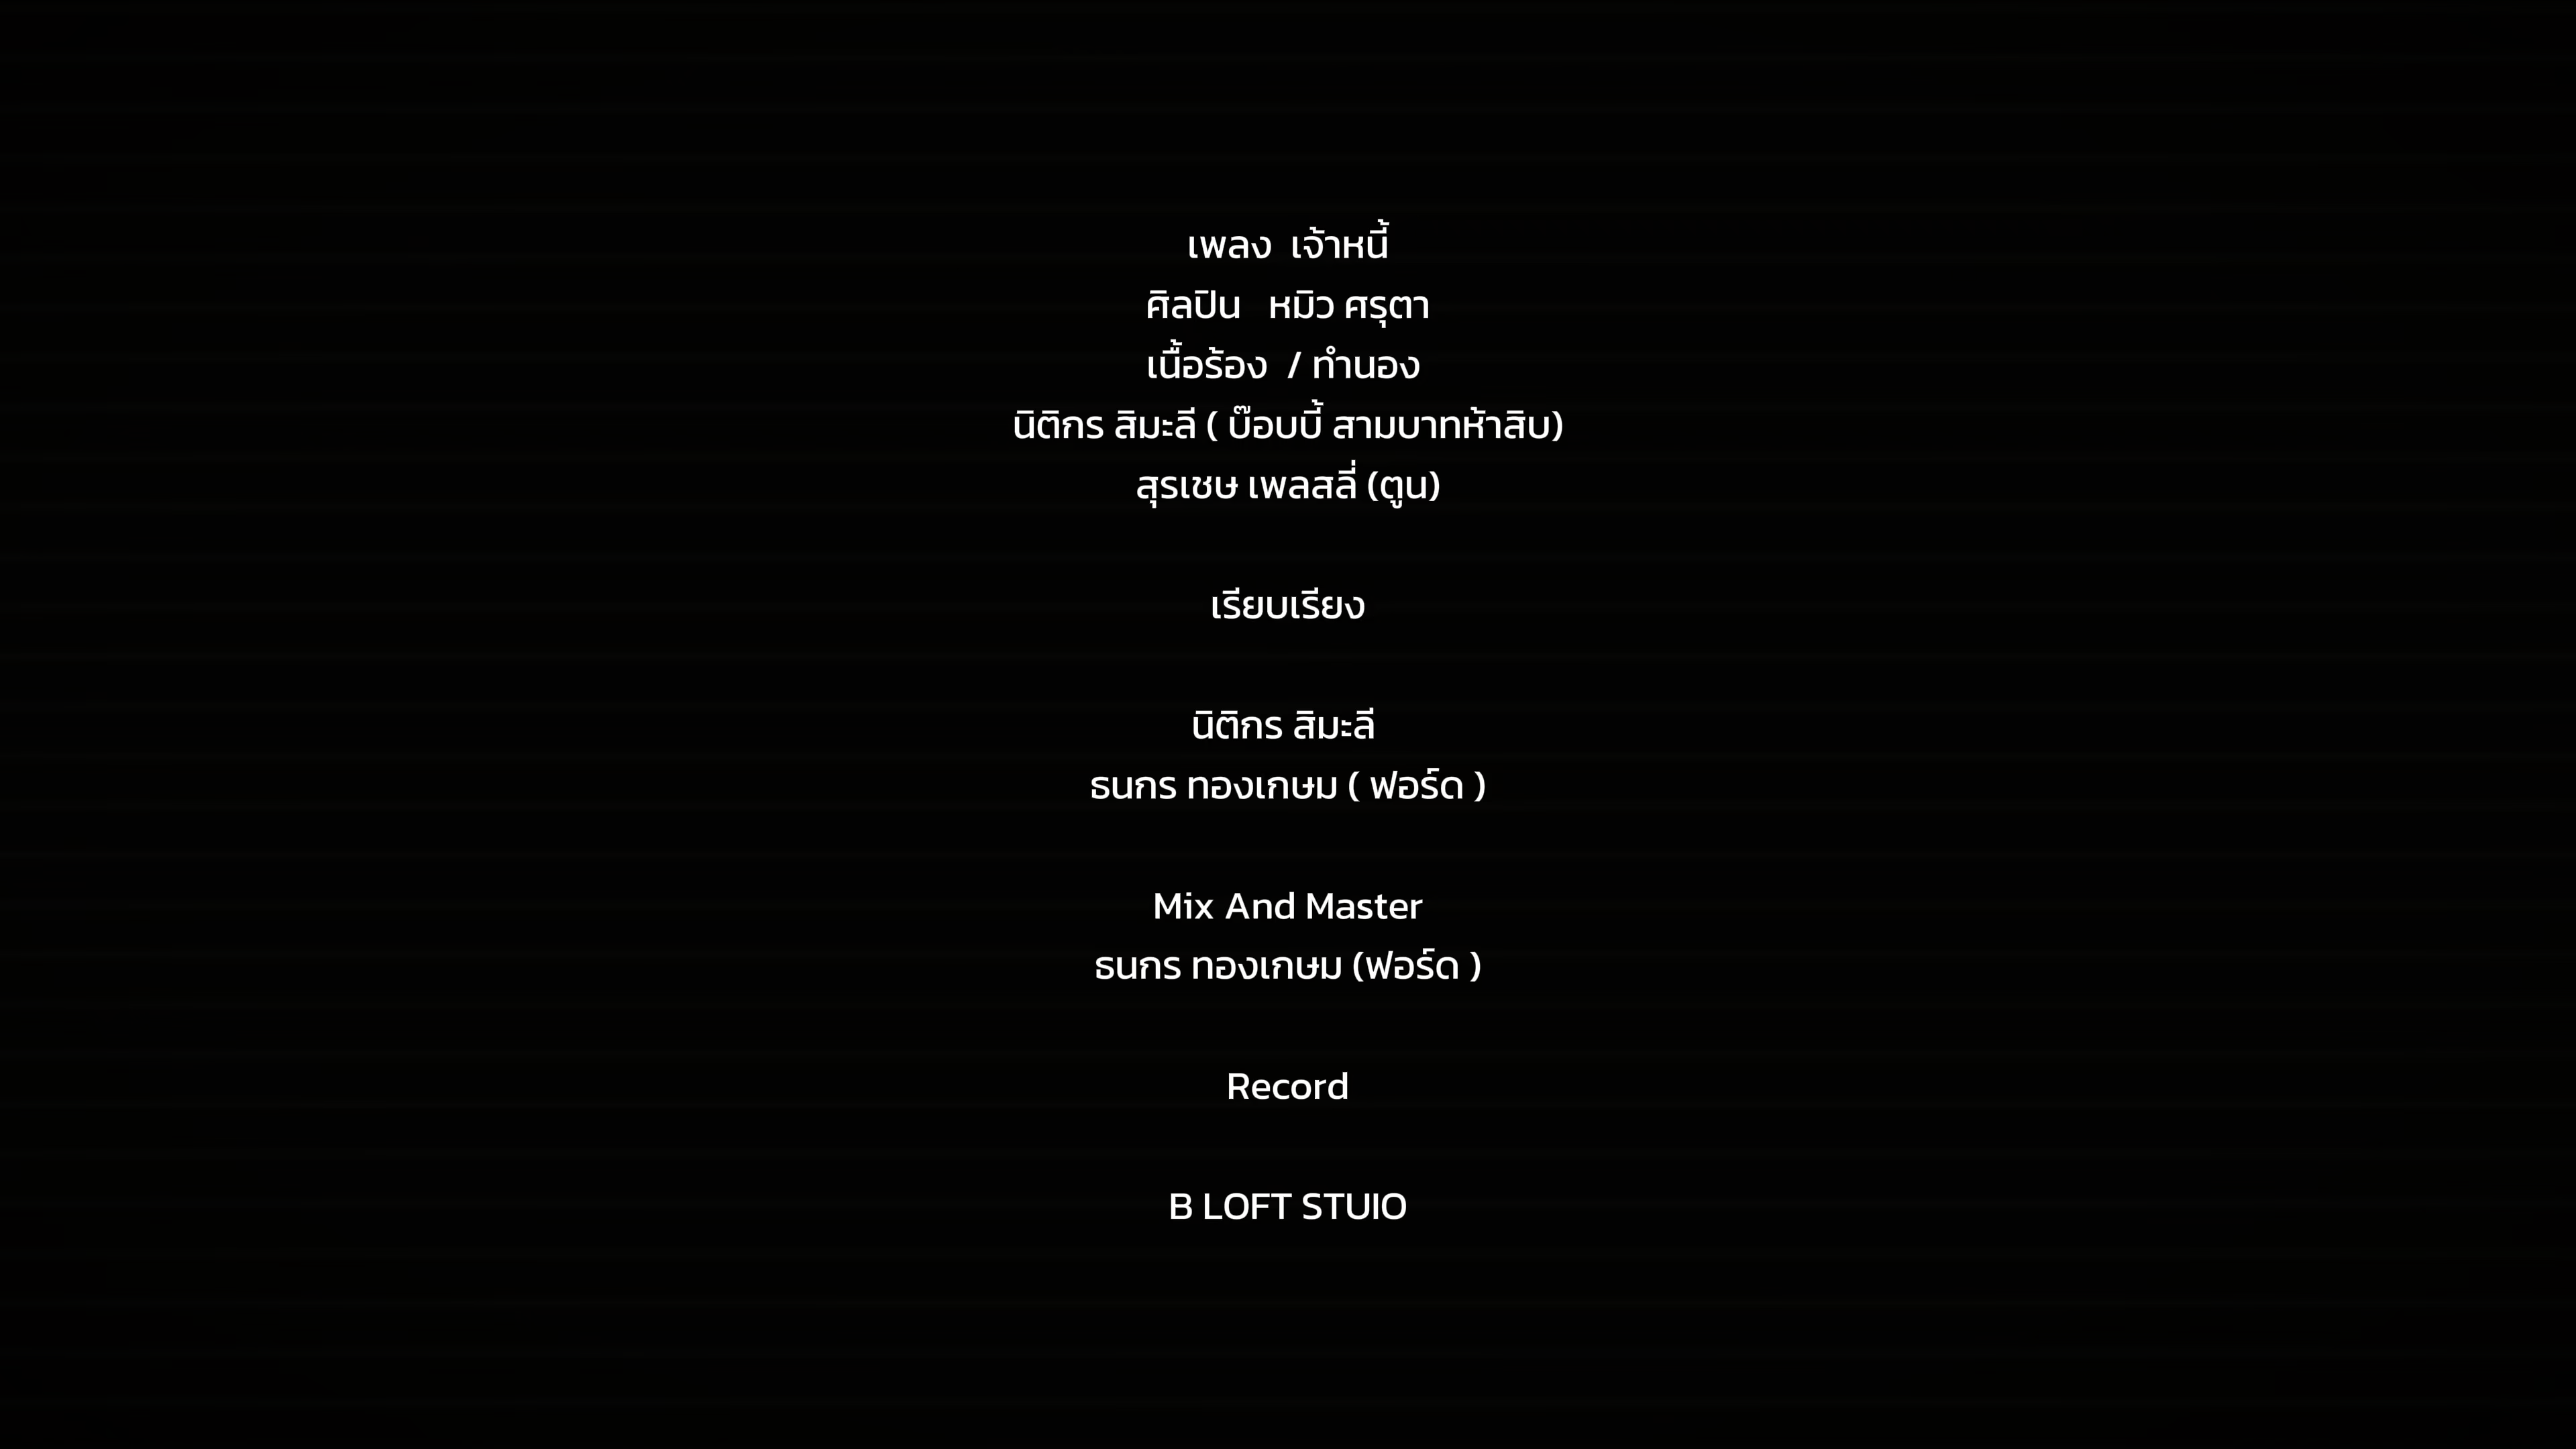 เพลง  เจ้าหนี้
ศิลปิน   หมิว ศรุตา
เนื้อร้อง  / ทำนอง
นิติกร สิมะลี ( บ๊อบบี้ สามบาทห้าสิบ)
สุรเชษ เพลสลี่ (ตูน)
เรียบเรียง
นิติกร สิมะลี
ธนกร ทองเกษม ( ฟอร์ด )
Mix And Master
ธนกร ทองเกษม (ฟอร์ด )
Record
B LOFT STUIO